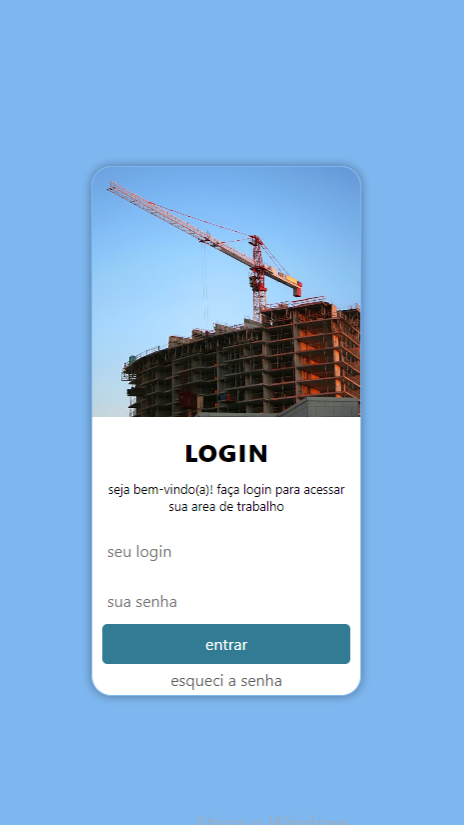 LOGIN
seja bem-vindo(a)! faça login para acessar
sua area de trabalho
seu login
sua senha
entrar
esqueci a senha